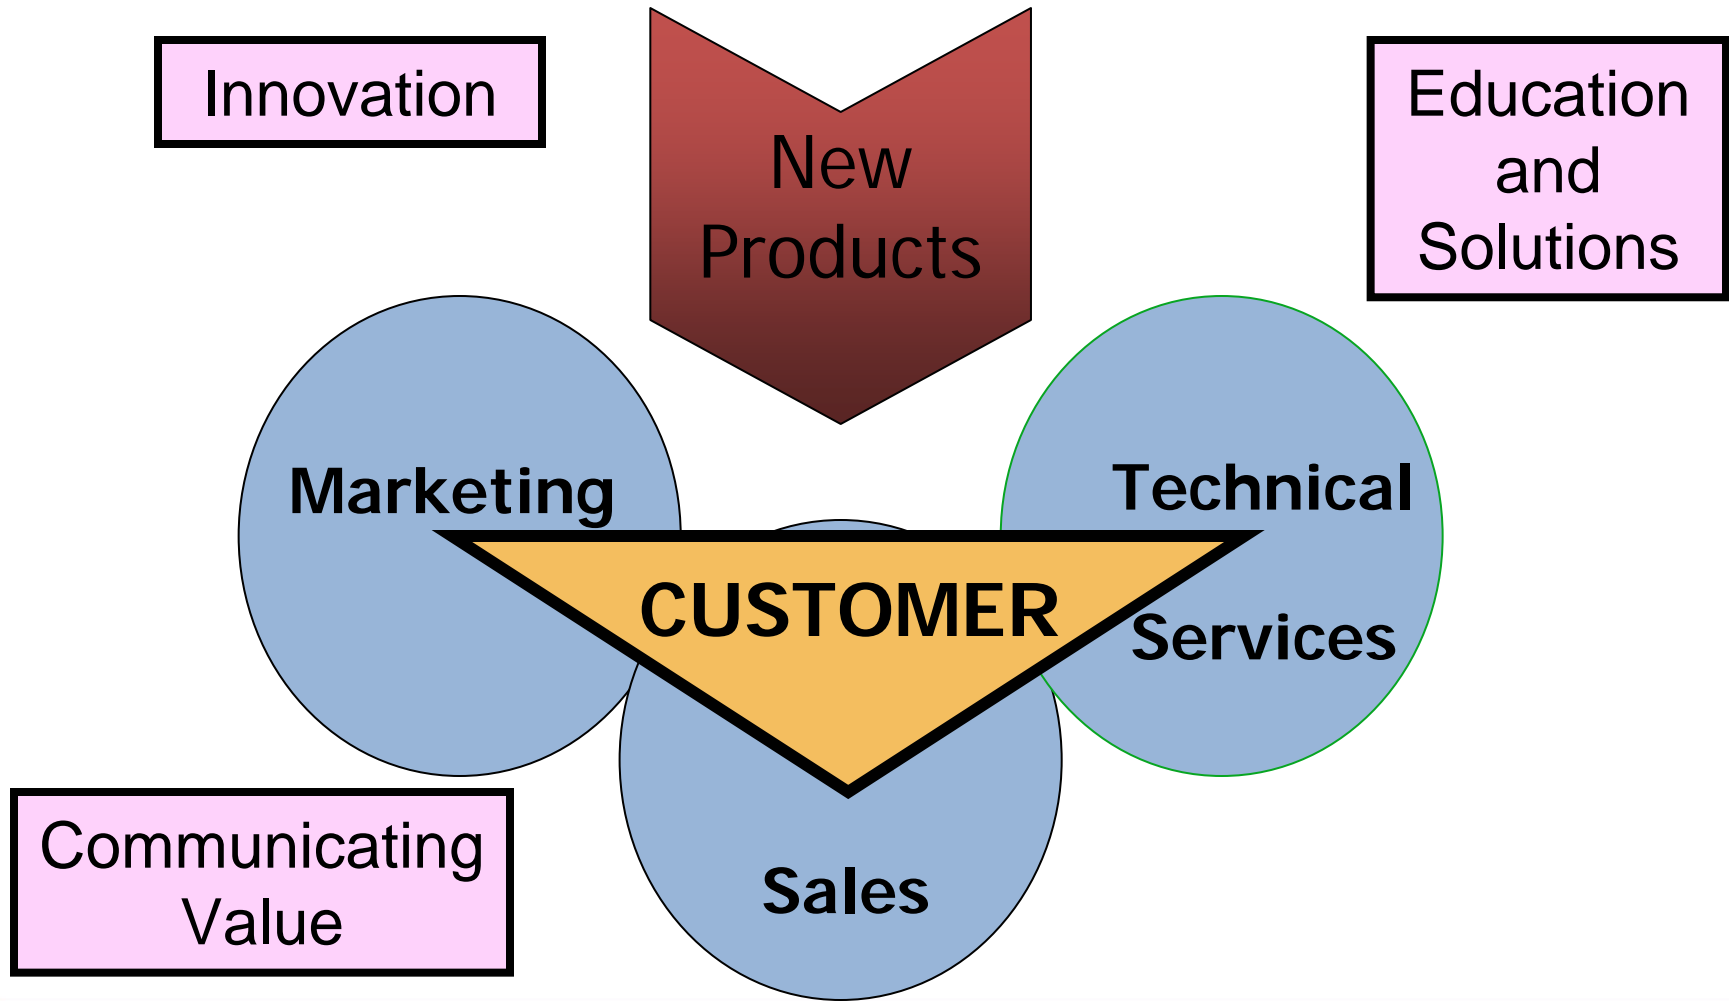 Innovation
New
Products
Education
and
Solutions
Marketing
Technical
Services
CUSTOMER
Sales
Communicating
Value